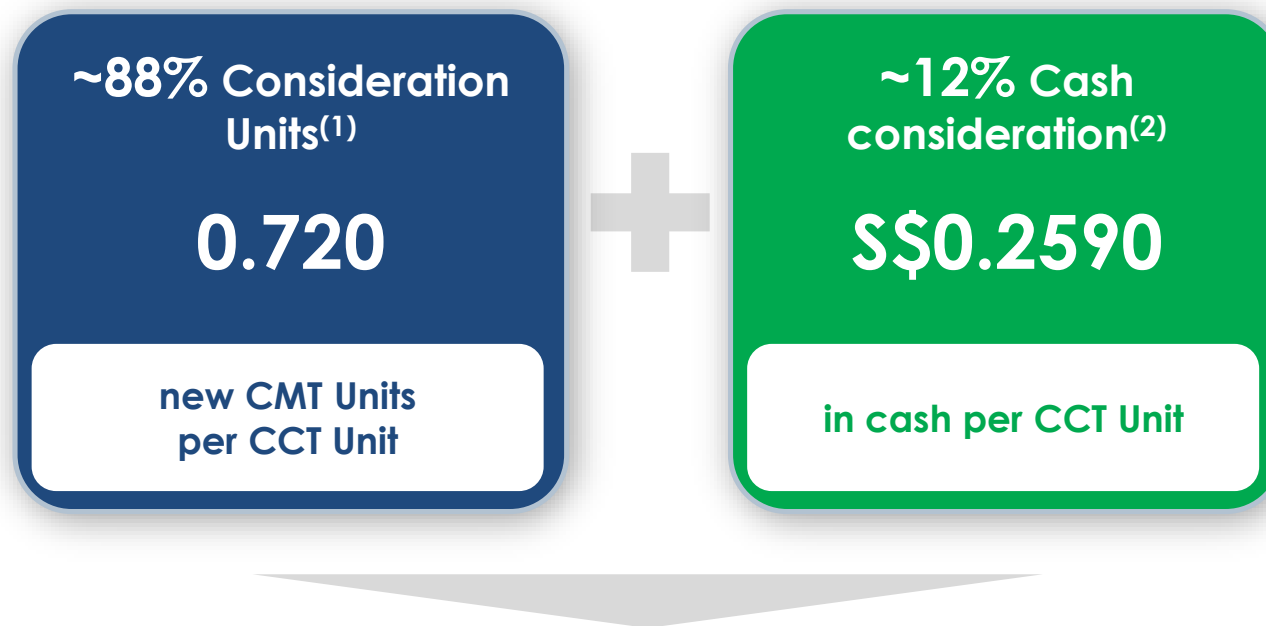 ~88% Consideration
Units(1)
0.720
new CMT Units
per CCT Unit
~12% Cash
consideration(2)
S$0.2590
in cash per CCT Unit